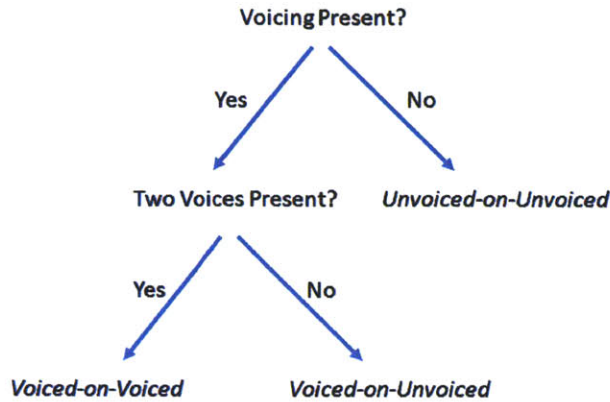 Voicing Present?
Yes
No
Two Voices Present?
Unvoiced-on-Unvoiced
Yes
No
Voiced-on-Voiced
Voiced-on-Unvoiced